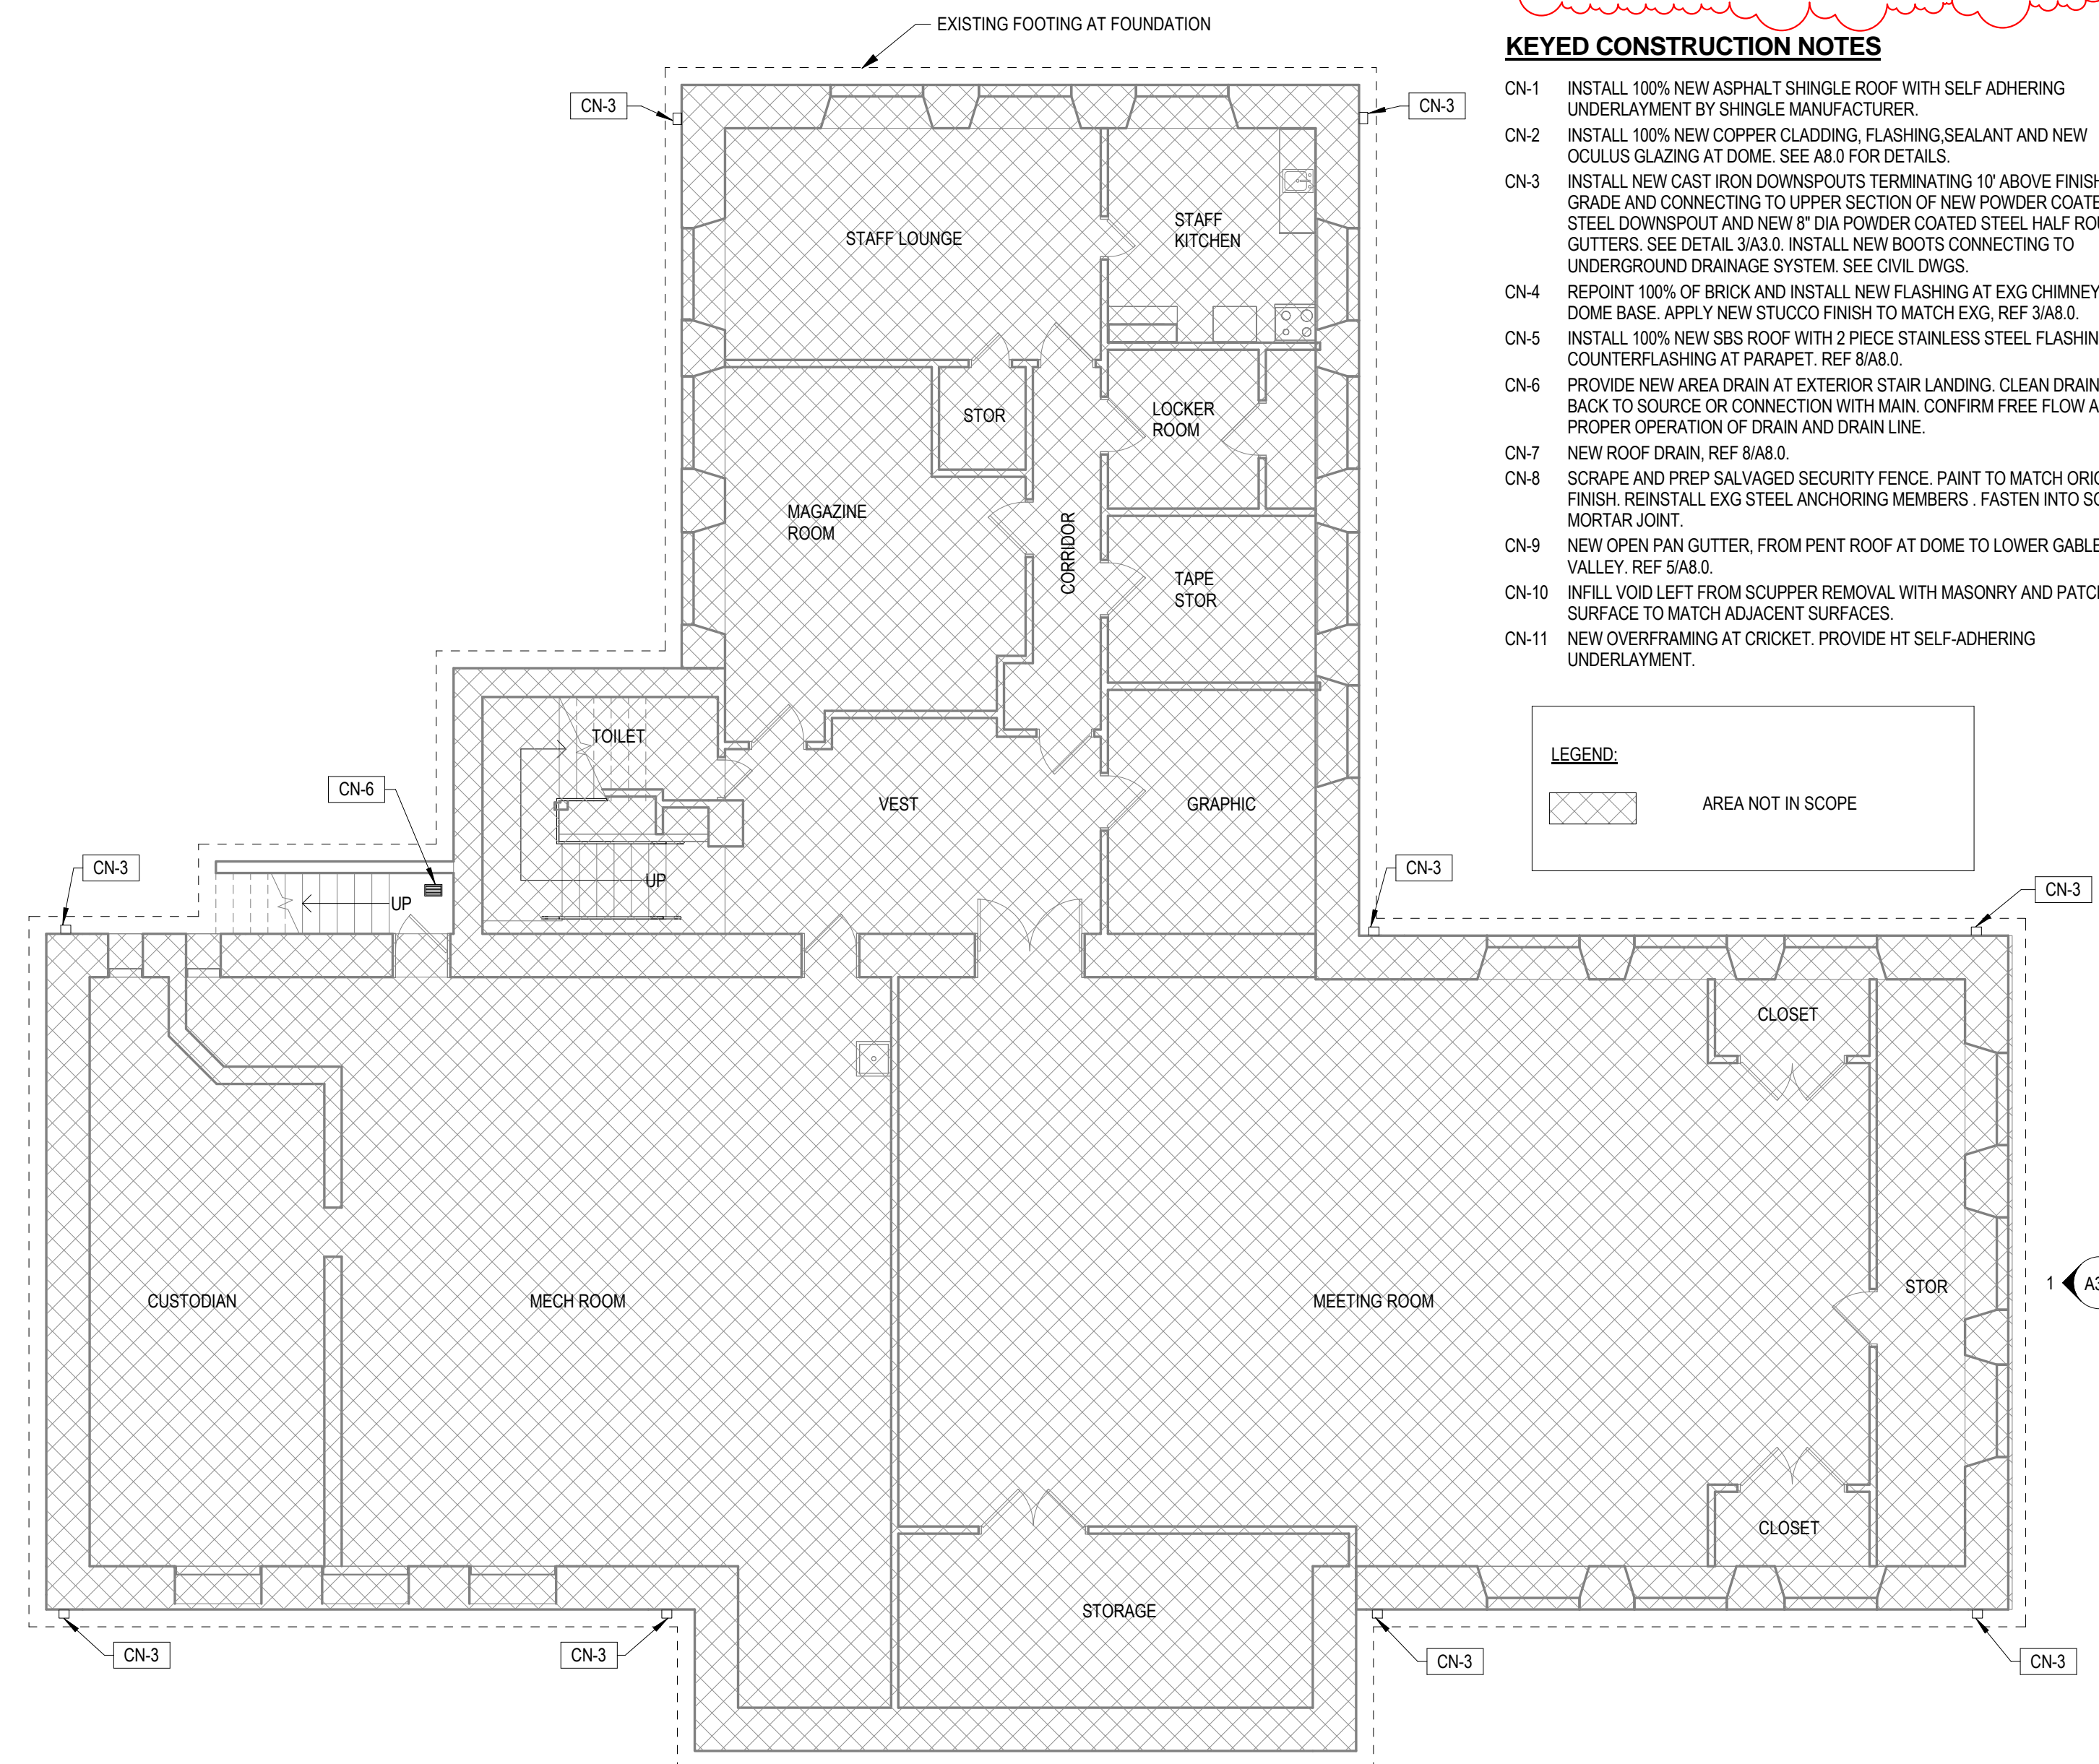 EXISTING FOOTING AT FOUNDATION
KEYED CONSTRUCTION NOTES
CN-1 INSTALL 100% NEW ASPHALT SHINGLE ROOF WITH SELF ADHERING
UNDERLAYMENT BY SHINGLE MANUFACTURER.
CN-2 INSTALL 100% NEW COPPER CLADDING, FLASHING,SEALANT AND NEW
OCULUS GLAZING AT DOME. SEE A8.0 FOR DETAILS.
CN-3 INSTALL NEW CAST IRON DOWNSPOUTS TERMINATING 10' ABOVE FINISH
GRADE AND CONNECTING TO UPPER SECTION OF NEW POWDER COATE
STEEL DOWNSPOUT AND NEW 8" DIA POWDER COATED STEEL HALF ROU
GUTTERS. SEE DETAIL 3/A3.0. INSTALL NEW BOOTS CONNECTING TO
UNDERGROUND DRAINAGE SYSTEM. SEE CIVIL DWGS.
CN-4 REPOINT 100% OF BRICK AND INSTALL NEW FLASHING AT EXG CHIMNEY
DOME BASE. APPLY NEW STUCCO FINISH TO MATCH EXG, REF 3/A8.0.
CN-5 INSTALL 100% NEW SBS ROOF WITH 2 PIECE STAINLESS STEEL FLASHIN
COUNTERFLASHING AT PARAPET. REF 8/A8.0.
CN-6 PROVIDE NEW AREA DRAIN AT EXTERIOR STAIR LANDING. CLEAN DRAIN
BACK TO SOURCE OR CONNECTION WITH MAIN. CONFIRM FREE FLOW A
PROPER OPERATION OF DRAIN AND DRAIN LINE.
CN-7 NEW ROOF DRAIN, REF 8/A8.0.
CN-8 SCRAPE AND PREP SALVAGED SECURITY FENCE. PAINT TO MATCH ORIG
FINISH. REINSTALL EXG STEEL ANCHORING MEMBERS . FASTEN INTO SO
MORTAR JOINT.
CN-9 NEW OPEN PAN GUTTER, FROM PENT ROOF AT DOME TO LOWER GABLE
VALLEY. REF 5/A8.0.
CN-10 INFILL VOID LEFT FROM SCUPPER REMOVAL WITH MASONRY AND PATCH
SURFACE TO MATCH ADJACENT SURFACES.
CN-11 NEW OVERFRAMING AT CRICKET. PROVIDE HT SELF-ADHERING
UNDERLAYMENT.
LEGEND:
AREA NOT IN SCOPE
CN-3
CN-3
STAFF LOUNGE
STAFF
KITCHEN
STOR
LOCKER
ROOM
MAGAZINE
ROOM
CORRIDOR
TAPE
STOR
TOILET
CN-6
VEST
GRAPHIC
CN-3
UP
UP
CN-3
CN-3
CLOSET
CUSTODIAN
MECH ROOM
MEETING ROOM
STOR
1
A3
CLOSET
STORAGE
CN-3
CN-3
CN-3
CN-3